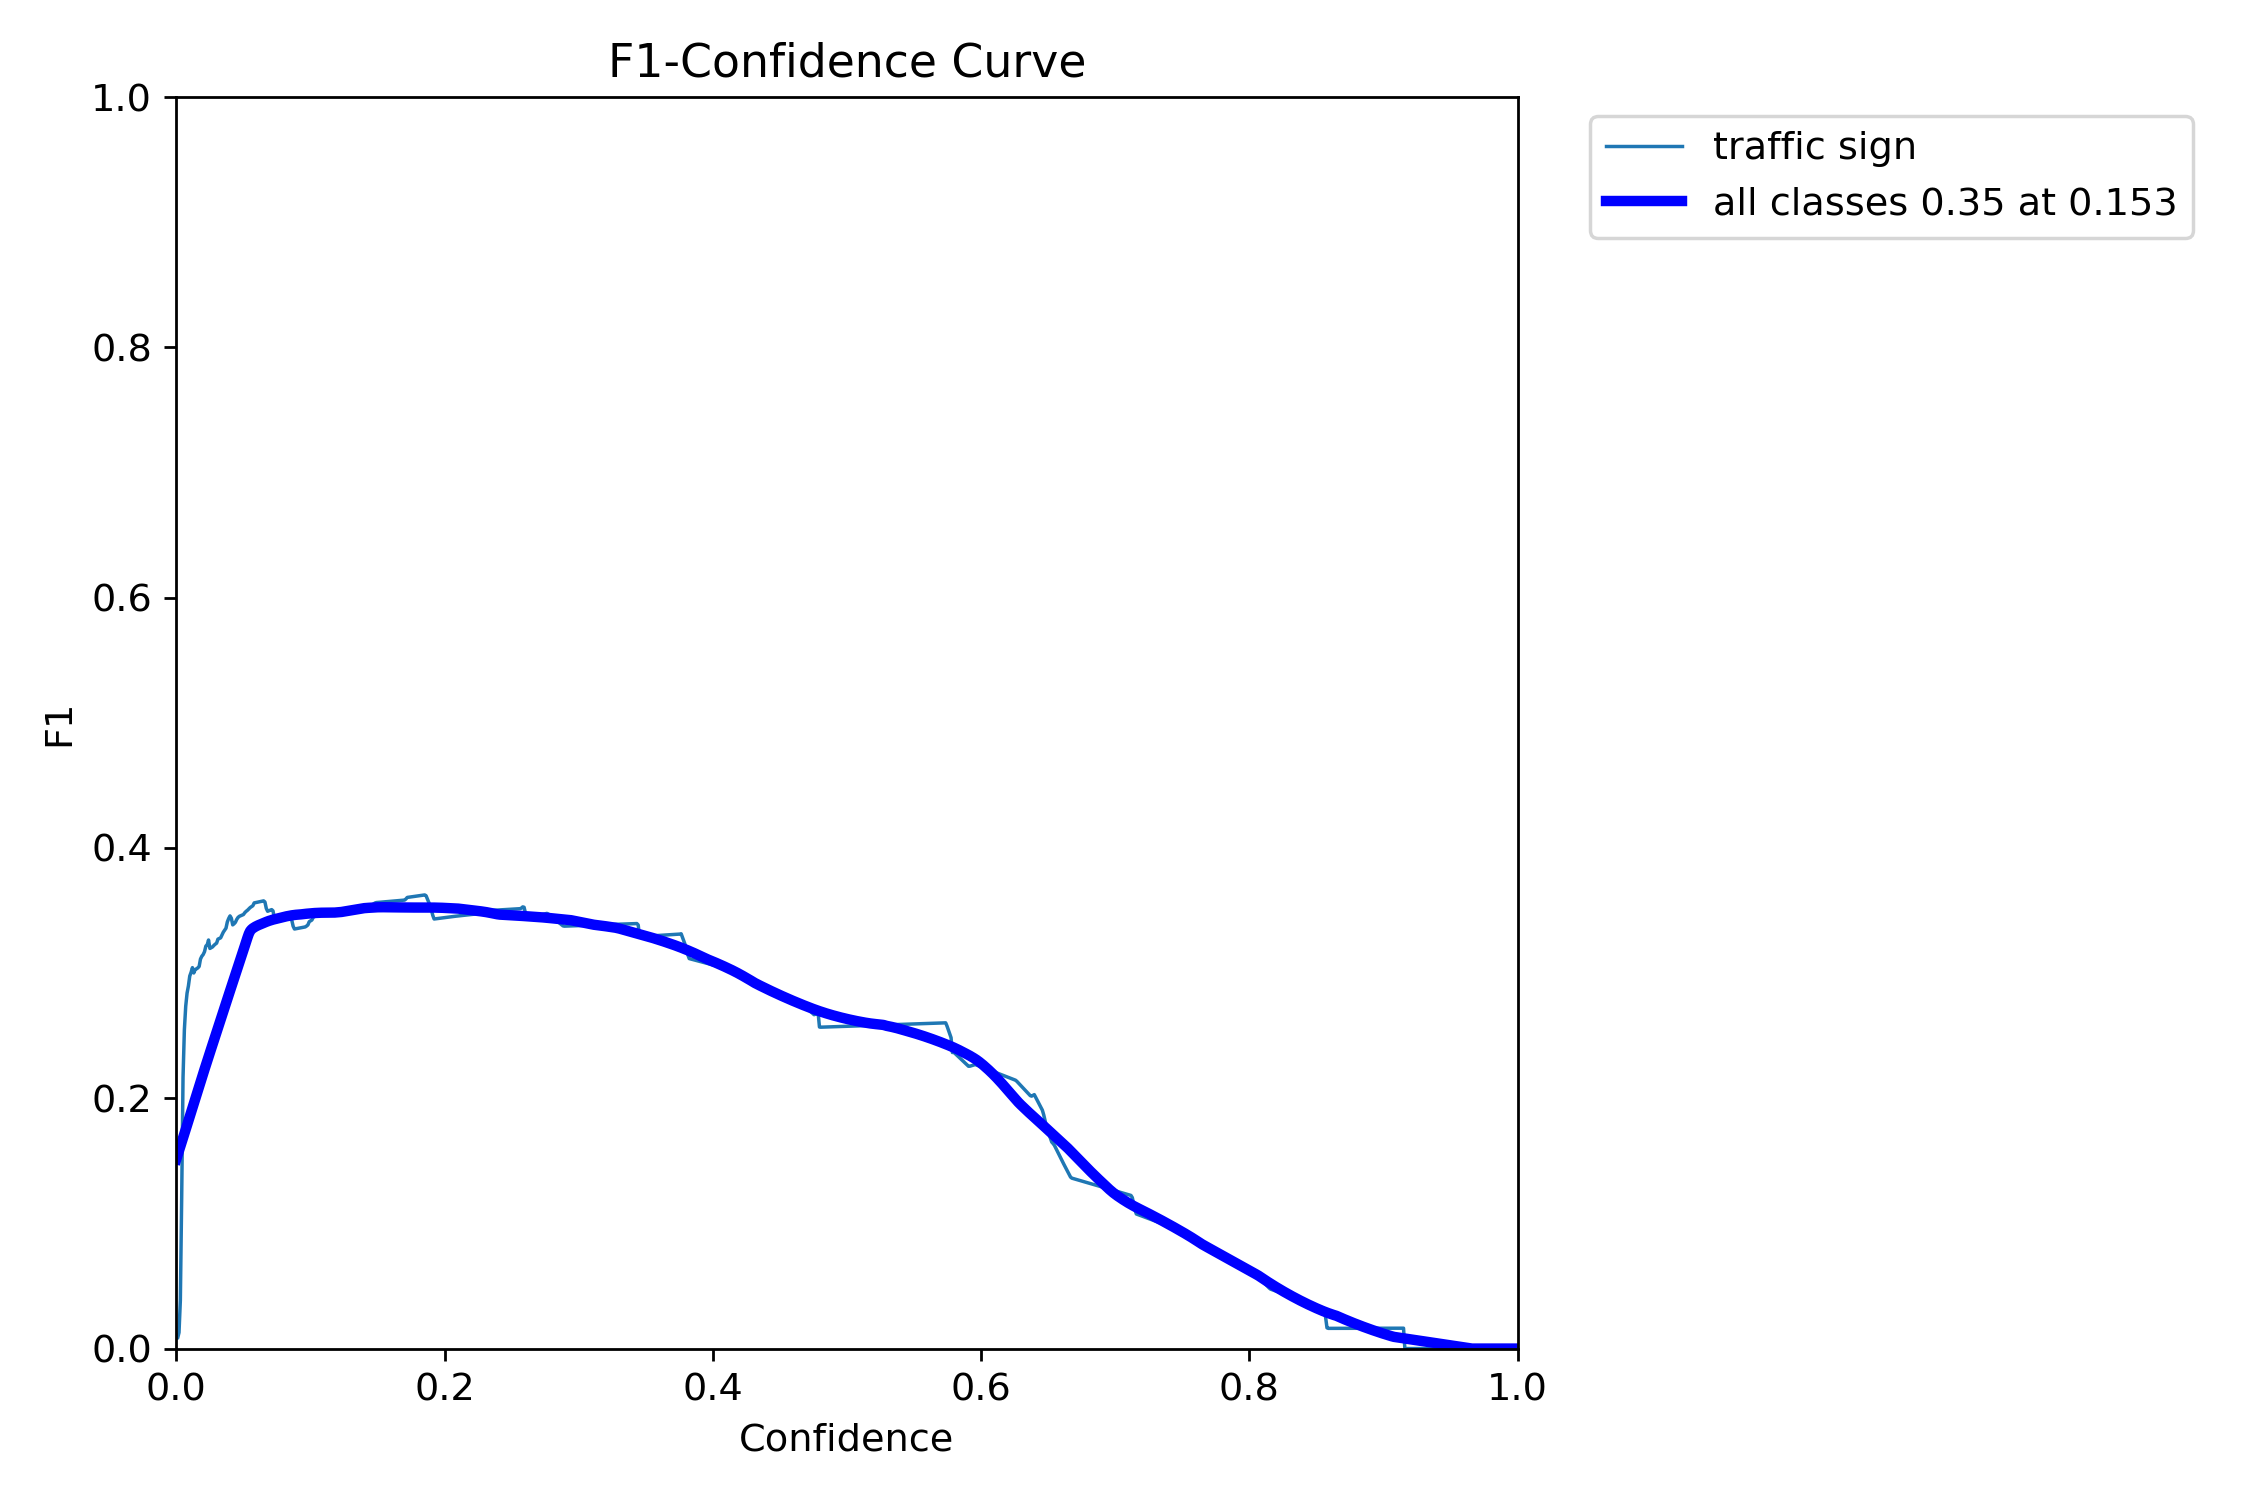 F1-Confidence Curve
1.0
0.8
0.6
0.4
0.2
0.0
F1
0.0 0.2 0.4 0.6 0.8 1.0
Confidence
traffic sign
all classes 0.35 at 0.153